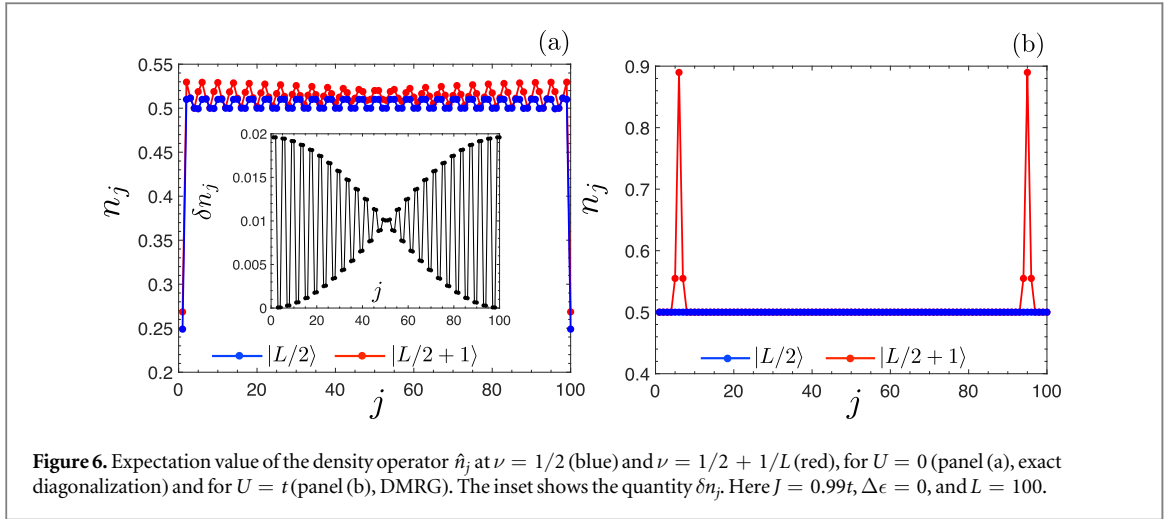 (a)
(b)
0.55
0.5
0.45
0.4
0.35
0.3
0.25
0.2
n_j
0.02
0.015
0.01
0.005
0
δn_j
0 20 40 60 80 100
j
|L/2⟩ |L/2 + 1⟩
0 20 40 60 80 100
j
0.9
0.8
0.7
0.6
0.5
0.4
n_j
|L/2⟩ |L/2 + 1⟩
0 20 40 60 80 100
j
Figure 6. Expectation value of the density operator n̂_j at ν = 1/2 (blue) and ν = 1/2 + 1/L (red), for U = 0 (panel (a), exact
diagonalization) and for U = t (panel (b), DMRG). The inset shows the quantity δn_j. Here J = 0.99t, Δϵ = 0, and L = 100.